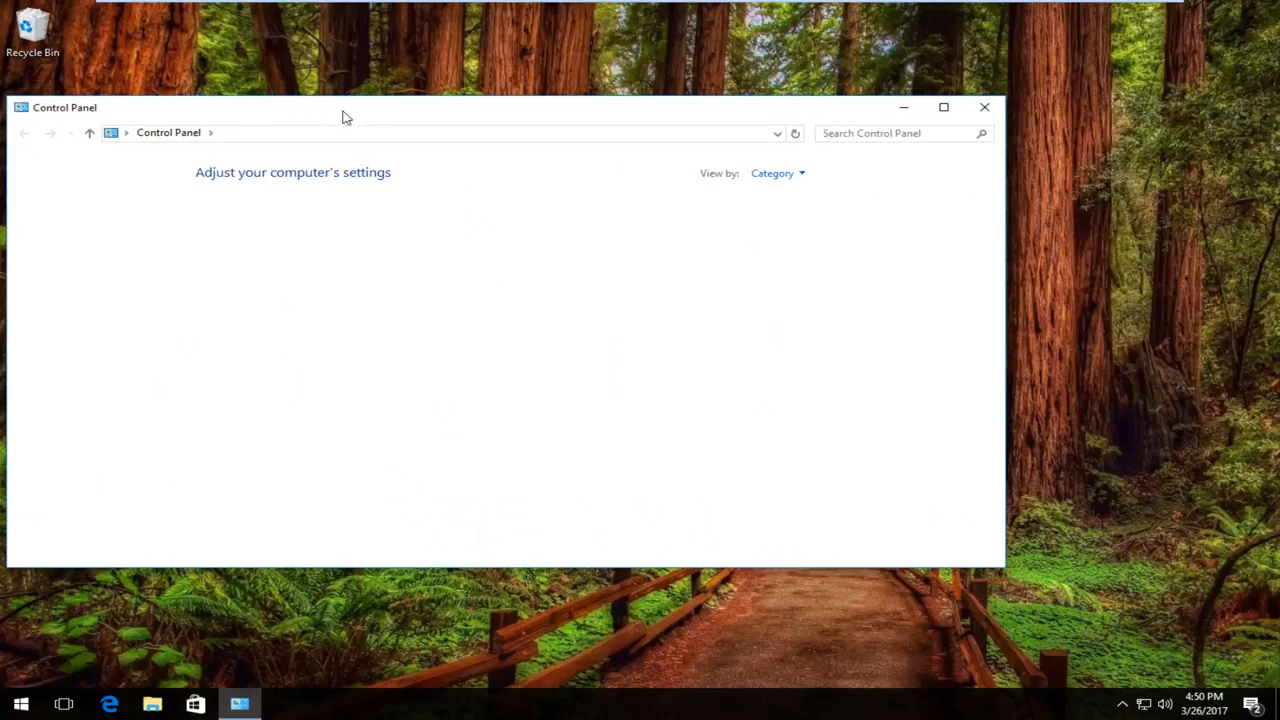 Recycle Bin
Control Panel
Control Panel
Search Control Panel
Adjust your computer's settings
View by: Category
4:50 PM
3/26/2017
2